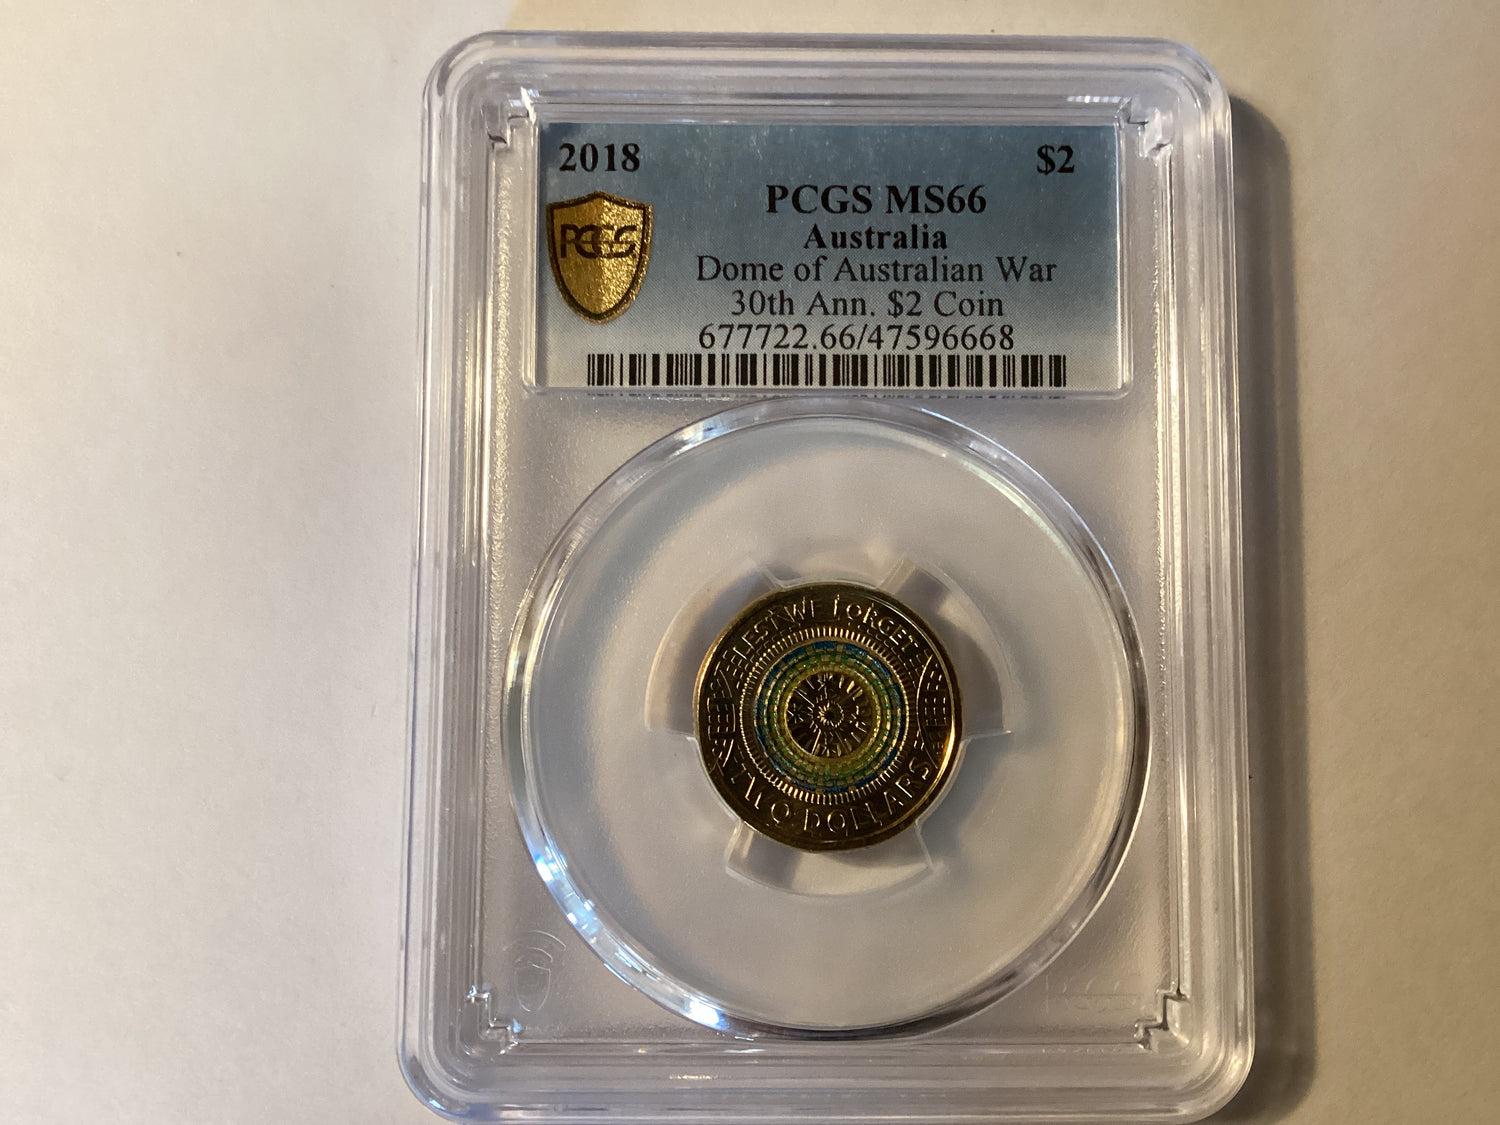 2018 $2
PCGS MS66
PCGS
Australia
Dome of Australian War
30th Ann. $2 Coin
677722.66/47596668
LEST WE FORGET
TWO DOLLARS